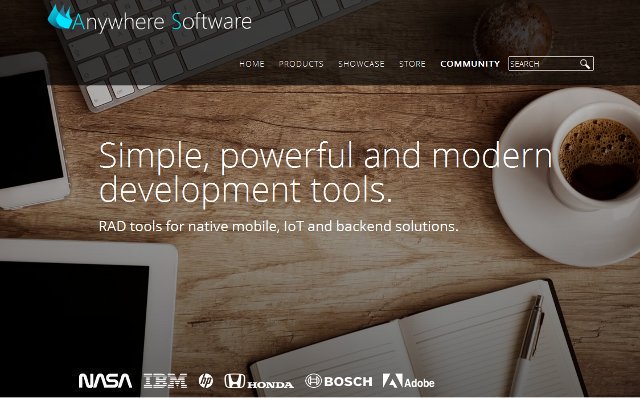 Anywhere Software
HOME PRODUCTS SHOWCASE STORE COMMUNITY SEARCH
Simple, powerful and modern
development tools.
RAD tools for native mobile, IoT and backend solutions.
NASA IBM hp HONDA BOSCH Adobe